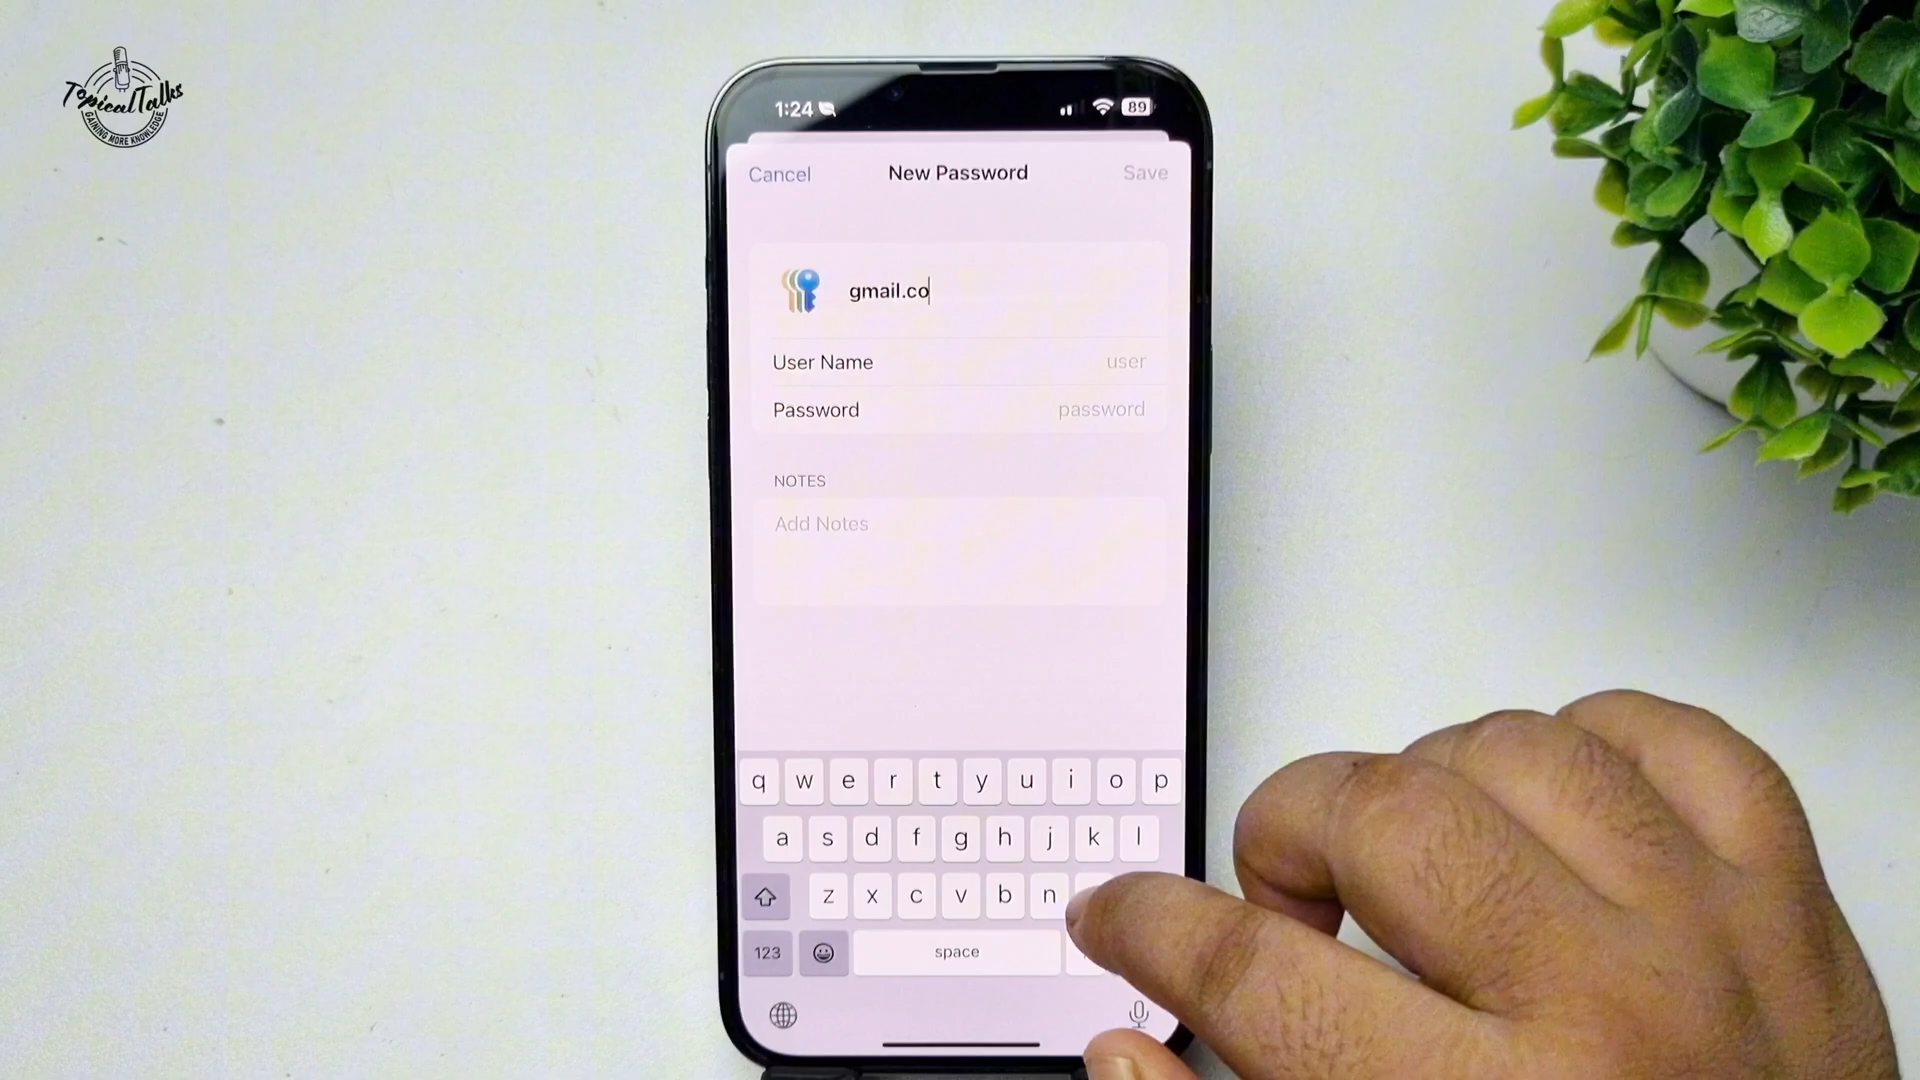 TopicalTalks
GAINING MORE KNOWLEDGE
1:24
89
Cancel
New Password
Save
gmail.co
User Name
user
Password
password
NOTES
Add Notes
q w e r t y u i o p
a s d f g h j k l
z x c v b n
123
space